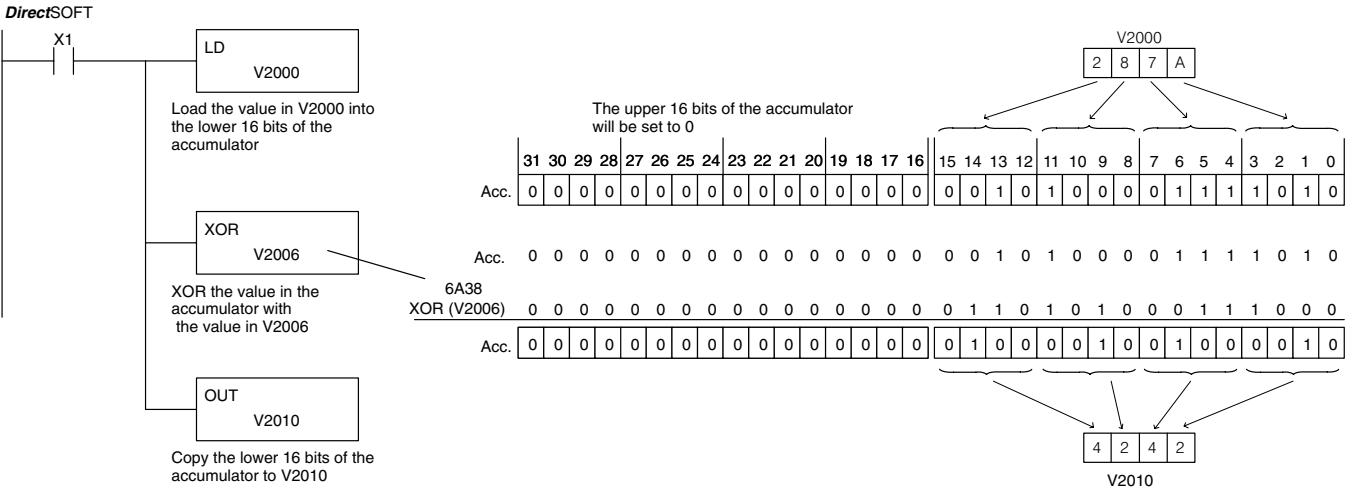 DirectSOFT
X1
LD
V2000
Load the value in V2000 into
the lower 16 bits of the
accumulator
The upper 16 bits of the accumulator
will be set to 0
V2000
2 8 7 A
31 30 29 28 27 26 25 24 23 22 21 20 19 18 17 16 15 14 13 12 11 10 9 8 7 6 5 4 3 2 1 0
Acc. 0 0 0 0 0 0 0 0 0 0 0 0 0 0 0 0 0 0 1 0 1 0 0 0 0 1 1 1 1 0 1 0
XOR
V2006
XOR the value in the
accumulator with
the value in V2006
Acc. 0 0 0 0 0 0 0 0 0 0 0 0 0 0 0 0 0 0 1 0 1 0 0 0 0 1 1 1 1 0 1 0
6A38
XOR (V2006) 0 0 0 0 0 0 0 0 0 0 0 0 0 0 0 0 0 1 1 0 1 0 1 0 0 0 1 1 1 0 0 0
Acc. 0 0 0 0 0 0 0 0 0 0 0 0 0 0 0 0 0 1 0 0 0 0 1 0 0 1 0 0 0 0 1 0
OUT
V2010
Copy the lower 16 bits of the
accumulator to V2010
4 2 4 2
V2010